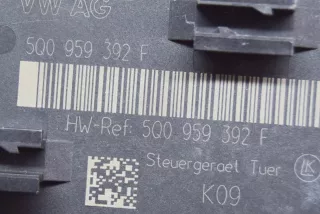 VW AG
5Q0 959 392 F
HW-Ref: 5Q0 959 392 F
Steuergeraet Tuer
K09